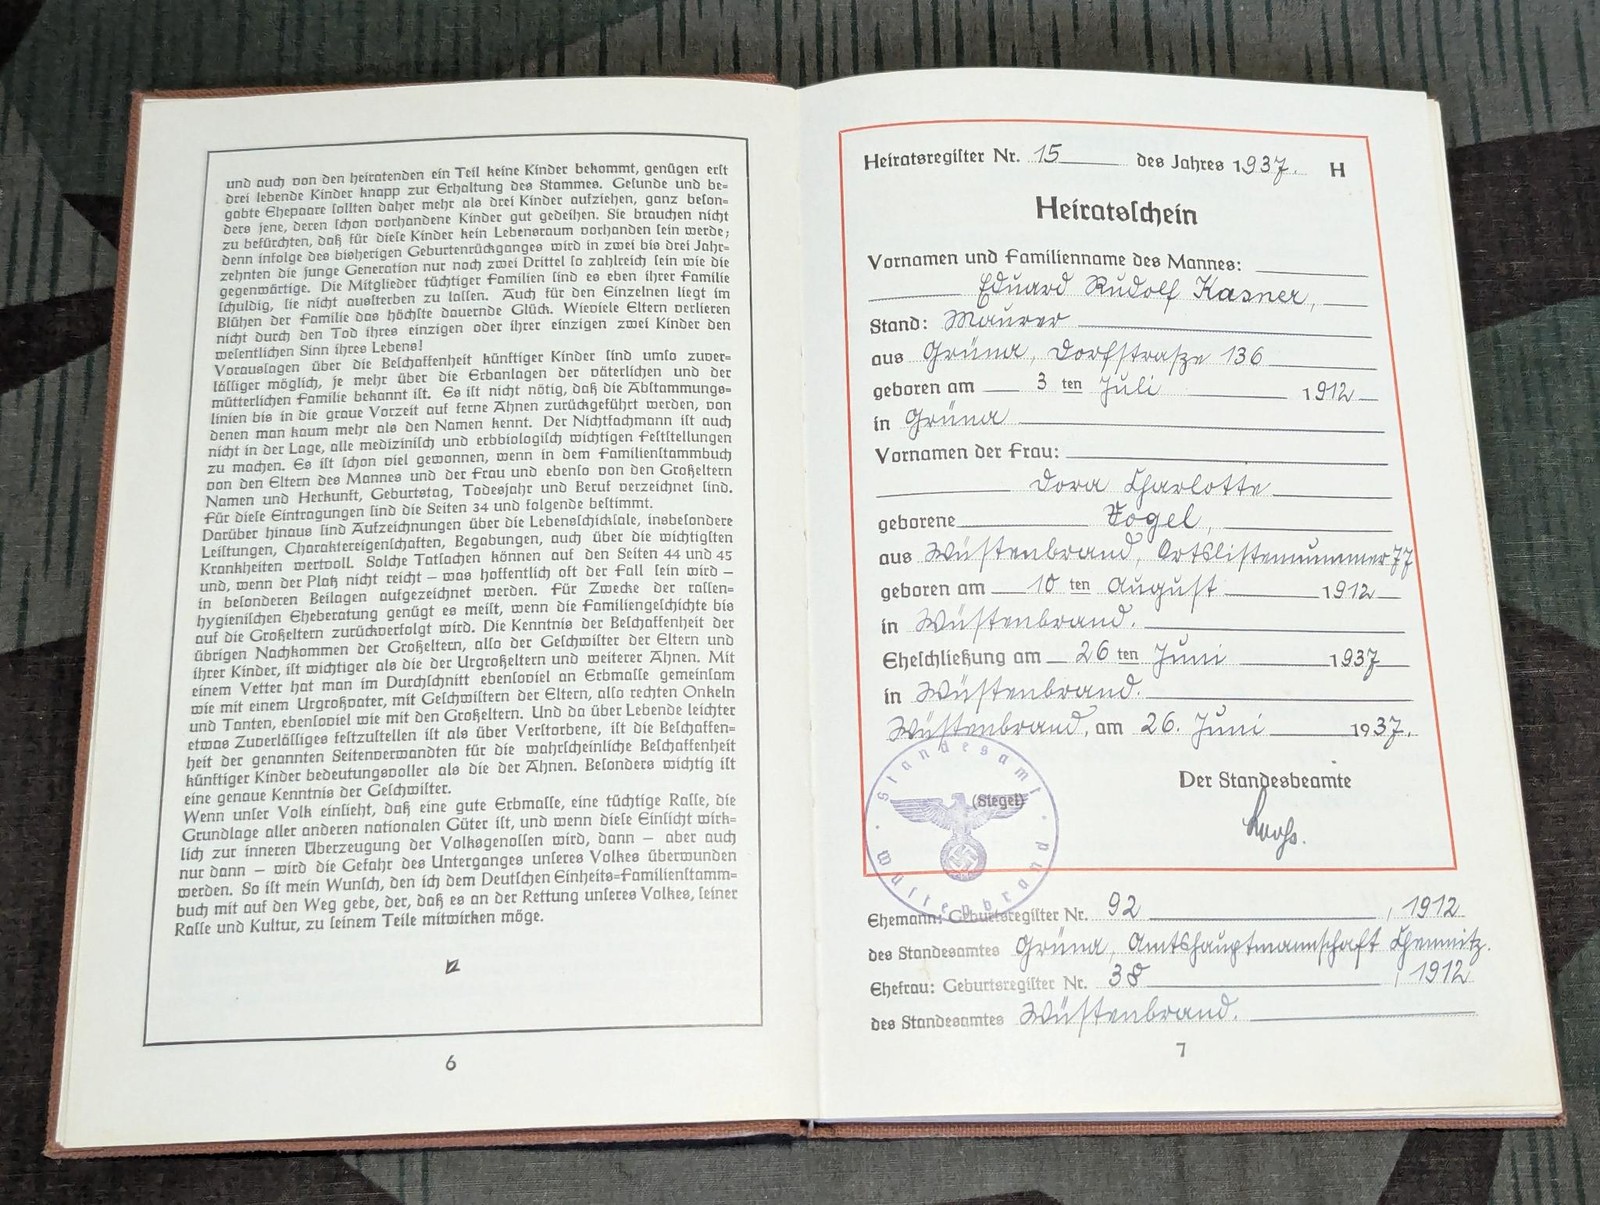 und auch von den heiratenden ein Teil keine Kinder bekommt, genügen erst
drei lebende Kinder knapp zur Erhaltung des Stammes. Gesunde und be-
gabte Ehepaare sollten daher mehr als drei Kinder aufziehen, ganz beson-
ders jene, deren schon vorhandene Kinder gut gedeihen. Sie brauchen nicht
zu befürchten, daß für diese Kinder kein Lebensraum vorhanden sein werde;
denn infolge des bisherigen Geburtenrückganges wird in zwei bis drei Jahr-
zehnten die junge Generation nur noch zwei Drittel so zahlreich sein wie die
gegenwärtige. Die Mitglieder tüchtiger Familien sind es eben ihrer Familie
schuldig, sie nicht aussterben zu lassen. Auch für den Einzelnen liegt im
Blühen der Familie das höchste dauernde Glück. Wieviele Eltern verlieren
nicht durch den Tod ihres einzigen oder ihrer einzigen zwei Kinder den
wesentlichen Sinn ihres Lebens!
Voraussagen über die Beschaffenheit künftiger Kinder sind umso zuver-
lässiger möglich, je mehr über die Erbanlagen der väterlichen und der
mütterlichen Familie bekannt ist. Es ist nicht nötig, daß die Abstammungs-
linien bis in die graue Vorzeit auf ferne Ahnen zurückgeführt werden, von
denen man kaum mehr als den Namen kennt. Der Nichtfachmann ist auch
nicht in der Lage, alle medizinisch und erbbiologisch wichtigen Feststellungen
zu machen. Es ist schon viel gewonnen, wenn in dem Familienstammbuch
von den Eltern des Mannes und der Frau und ebenso von den Großeltern
Namen und Herkunft, Geburtstag, Todesjahr und Beruf verzeichnet sind.
Für diese Eintragungen sind die Seiten 34 und folgende bestimmt.
Darüber hinaus sind Aufzeichnungen über die Lebensschicksale, insbesondere
Leistungen, Charaktereigenschaften, Begabungen, auch über die wichtigsten
Krankheiten wertvoll. Solche Tatsachen können auf den Seiten 44 und 45
und, wenn der Platz nicht reicht – was hoffentlich oft der Fall sein wird –
in besonderen Beilagen aufgezeichnet werden. Für Zwecke der rassen-
hygienischen Eheberatung genügt es meist, wenn die Familiengeschichte bis
auf die Großeltern zurückverfolgt wird. Die Kenntnis der Beschaffenheit der
übrigen Nachkommen der Großeltern, also der Geschwister der Eltern und
ihrer Kinder, ist wichtiger als die der Urgroßeltern und weiterer Ahnen. Mit
einem Vetter hat man im Durchschnitt ebensoviel an Erbmasse gemeinsam
wie mit einem Urgroßvater, mit Geschwistern der Eltern, also rechten Onkeln
und Tanten, ebensoviel wie mit den Großeltern. Und da über Lebende leichter
etwas Zuverlässiges festzustellen ist als über Verstorbene, ist die Beschaffen-
heit der genannten Seitenverwandten für die wahrscheinliche Beschaffenheit
künftiger Kinder bedeutungsvoller als die der Ahnen. Besonders wichtig ist
eine genaue Kenntnis der Geschwister.
Wenn unser Volk einsieht, daß eine gute Erbmasse, eine tüchtige Rasse, die
Grundlage aller anderen nationalen Güter ist, und wenn diese Einsicht wirk-
lich zur inneren Überzeugung der Volksgenossen wird, dann – aber auch
nur dann – wird die Gefahr des Unterganges unseres Volkes überwunden
werden. So ist mein Wunsch, den ich dem Deutschen Einheits-Familienstamm-
buch mit auf den Weg gebe, der, daß es an der Rettung unseres Volkes, seiner
Rasse und Kultur, zu seinem Teile mitwirken möge.
6
Heiratsregister Nr. 15 des Jahres 1937. H
Heiratsschein
Vornamen und Familienname des Mannes:
Eduard Rudolf Kasner,
Stand: Maurer
aus Grüna, Dorfstrasze 136
geboren am 3 ten Juli 1912
in Grüna
Vornamen der Frau:
Dora Charlotte
geborene Vogel,
aus Wüstenbrand, Ortslistennummer 77
geboren am 10 ten August 1912
in Wüstenbrand.
Eheschließung am 26 ten Juni 1937
in Wüstenbrand.
Wüstenbrand, am 26. Juni 1937.
Der Standesbeamte
(Siegel)
Standesamt Wüstenbrand
Ehemann: Geburtsregister Nr. 92, 1912
des Standesamtes Grüna, Amtshauptmannschaft Chemnitz.
Ehefrau: Geburtsregister Nr. 38, 1912
des Standesamtes Wüstenbrand.
7